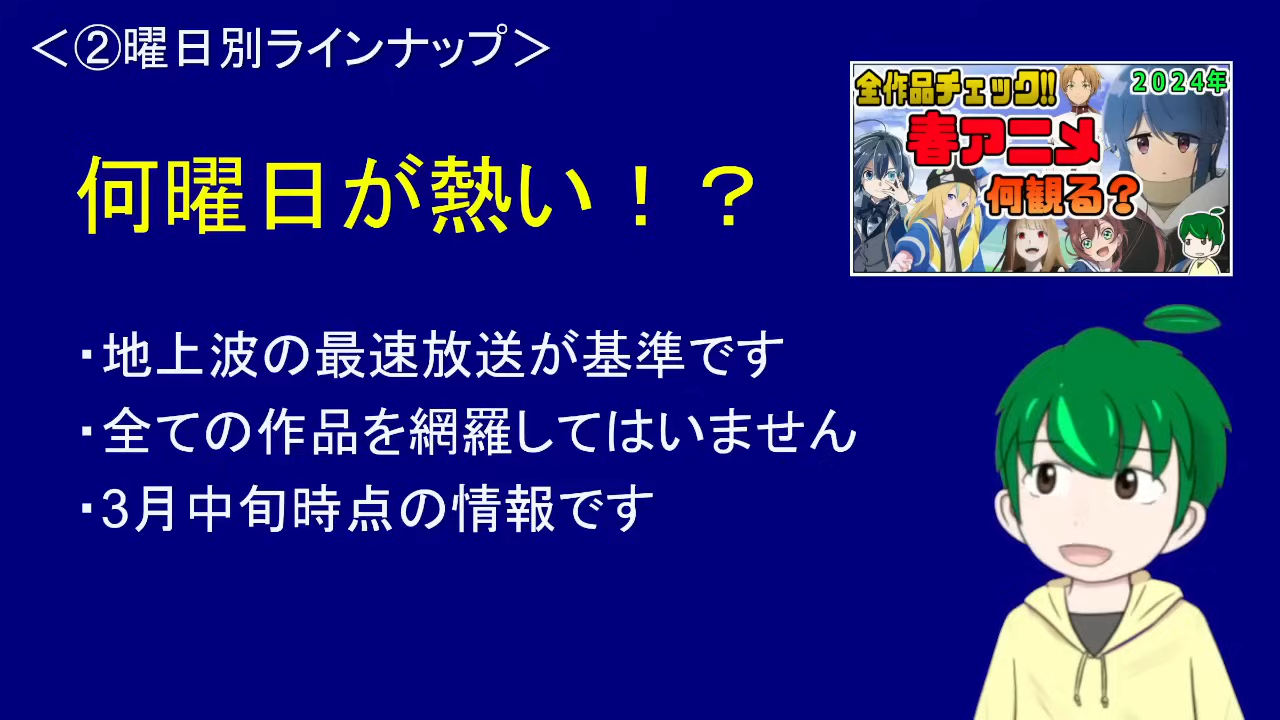 ＜②曜日別ラインナップ＞
何曜日が熱い！？
・地上波の最速放送が基準です
・全ての作品を網羅してはいません
・3月中旬時点の情報です
全作品チェック!!
2024年
春アニメ
何観る？